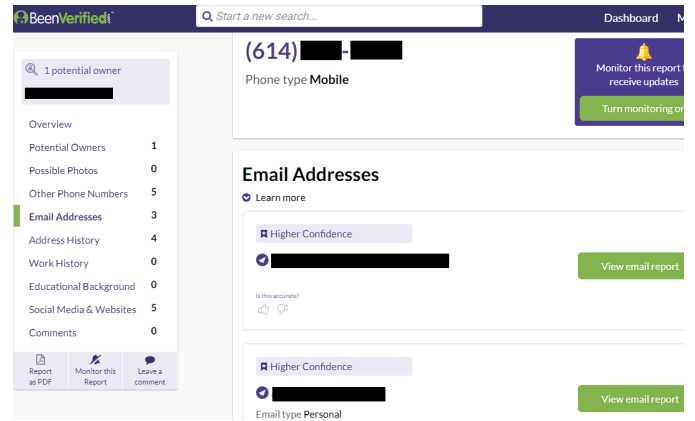 BeenVerified
Start a new search...
Dashboard
1 potential owner
Overview
Potential Owners 1
Possible Photos 0
Other Phone Numbers 5
Email Addresses 3
Address History 4
Work History 0
Educational Background 0
Social Media & Websites 5
Comments 0
Report as PDF
Monitor this Report
Leave a comment
(614) -
Phone type Mobile
Monitor this report
receive updates
Turn monitoring on
Email Addresses
Learn more
Higher Confidence
View email report
Is this accurate?
Higher Confidence
View email report
Email type Personal